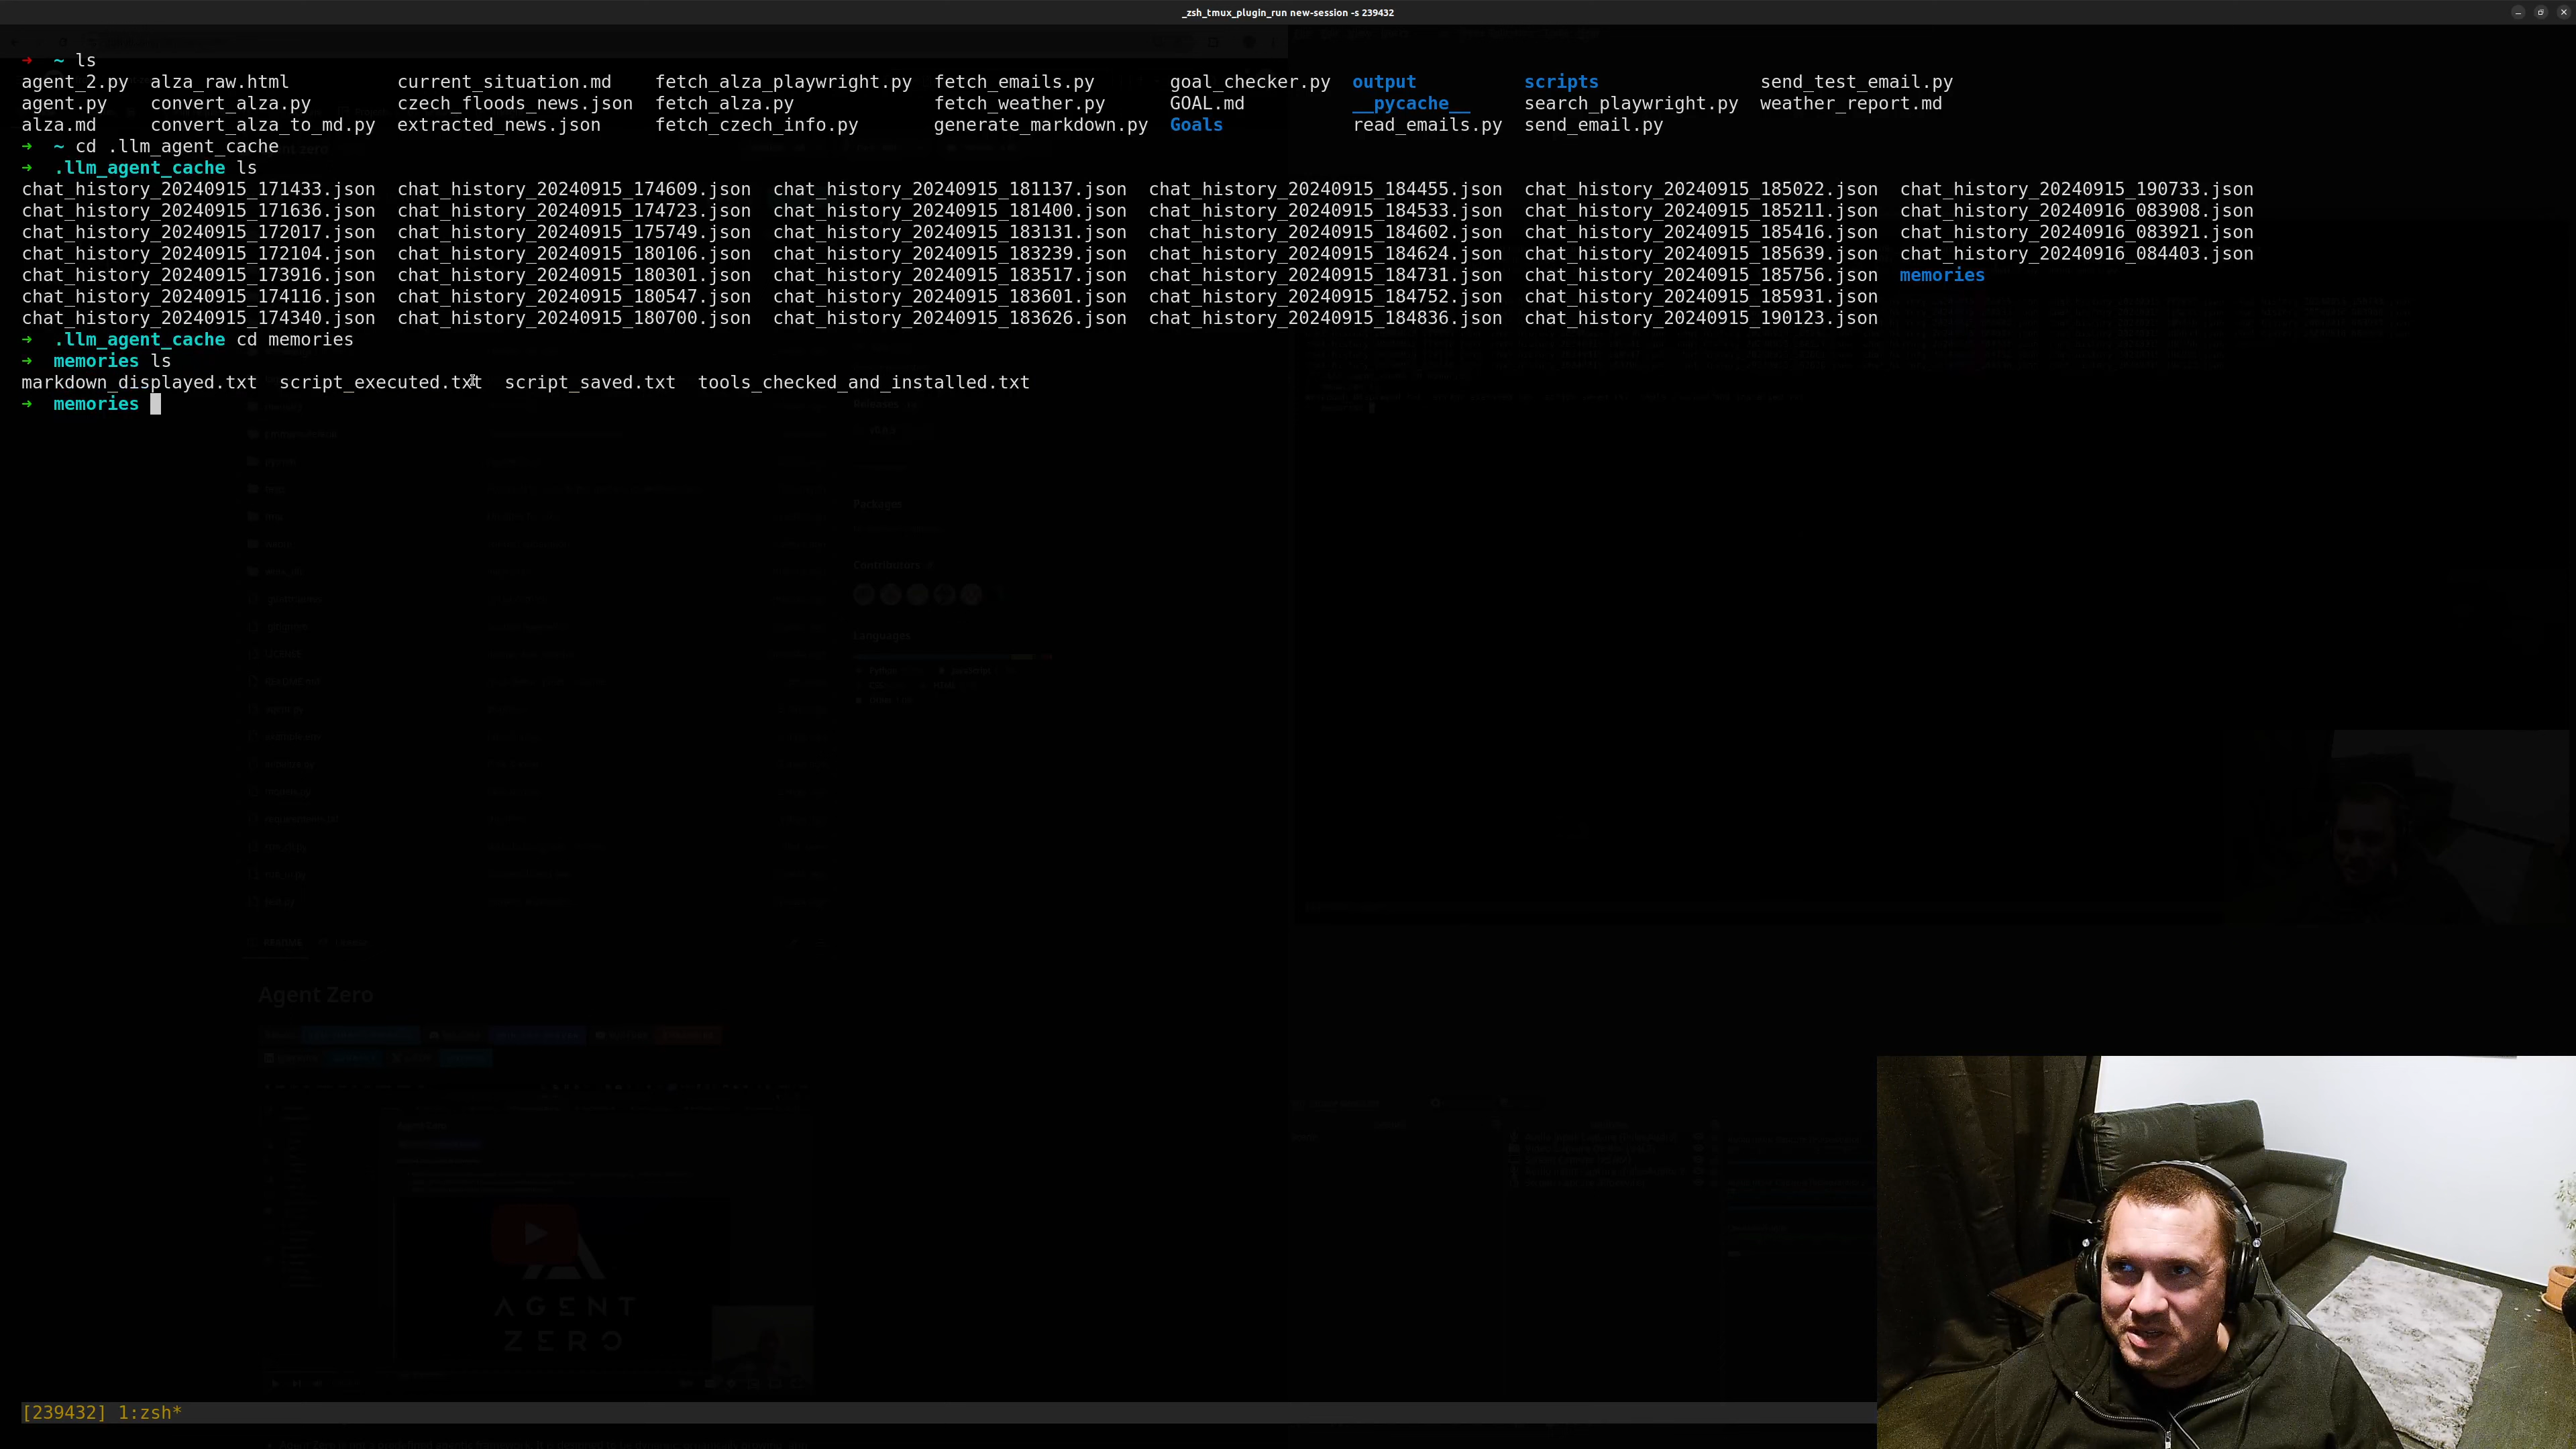 _zsh_tmux_plugin_run new-session -s 239432
➜ ~ ls
agent_2.py alza_raw.html current_situation.md fetch_alza_playwright.py fetch_emails.py goal_checker.py output scripts send_test_email.py
agent.py convert_alza.py czech_floods_news.json fetch_alza.py fetch_weather.py GOAL.md __pycache__ search_playwright.py weather_report.md
alza.md convert_alza_to_md.py extracted_news.json fetch_czech_info.py generate_markdown.py Goals read_emails.py send_email.py
➜ ~ cd .llm_agent_cache
➜ .llm_agent_cache ls
chat_history_20240915_171433.json chat_history_20240915_174609.json chat_history_20240915_181137.json chat_history_20240915_184455.json chat_history_20240915_185022.json chat_history_20240915_190733.json
chat_history_20240915_171636.json chat_history_20240915_174723.json chat_history_20240915_181400.json chat_history_20240915_184533.json chat_history_20240915_185211.json chat_history_20240916_083908.json
chat_history_20240915_172017.json chat_history_20240915_175749.json chat_history_20240915_183131.json chat_history_20240915_184602.json chat_history_20240915_185416.json chat_history_20240916_083921.json
chat_history_20240915_172104.json chat_history_20240915_180106.json chat_history_20240915_183239.json chat_history_20240915_184624.json chat_history_20240915_185639.json chat_history_20240916_084403.json
chat_history_20240915_173916.json chat_history_20240915_180301.json chat_history_20240915_183517.json chat_history_20240915_184731.json chat_history_20240915_185756.json memories
chat_history_20240915_174116.json chat_history_20240915_180547.json chat_history_20240915_183601.json chat_history_20240915_184752.json chat_history_20240915_185931.json
chat_history_20240915_174340.json chat_history_20240915_180700.json chat_history_20240915_183626.json chat_history_20240915_184836.json chat_history_20240915_190123.json
➜ .llm_agent_cache cd memories
➜ memories ls
markdown_displayed.txt script_executed.txt script_saved.txt tools_checked_and_installed.txt
➜ memories
Releases
Packages
Contributors
Languages
Agent Zero
AGENT
ZERO
[239432] 1:zsh*